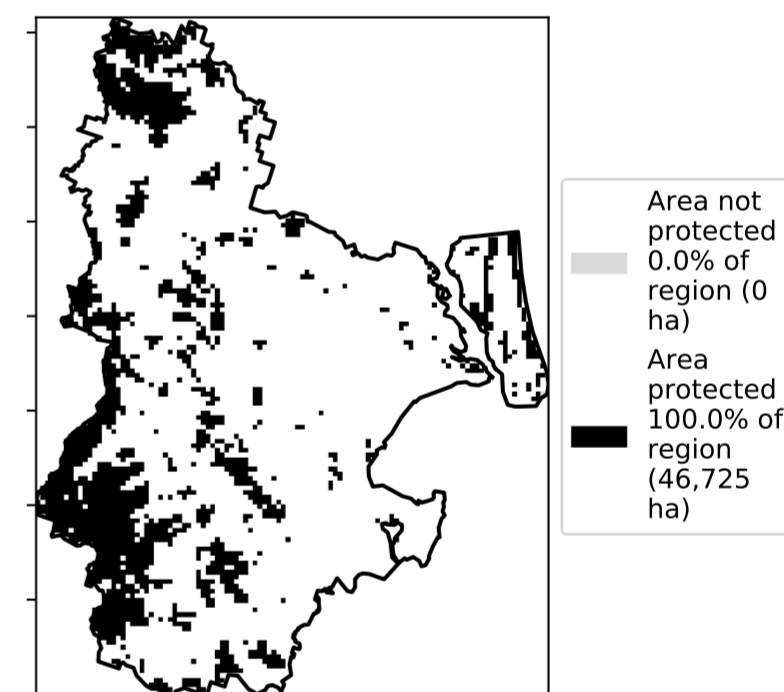 Area not
protected
0.0% of
region (0
ha)
Area
protected
100.0% of
region
(46,725
ha)